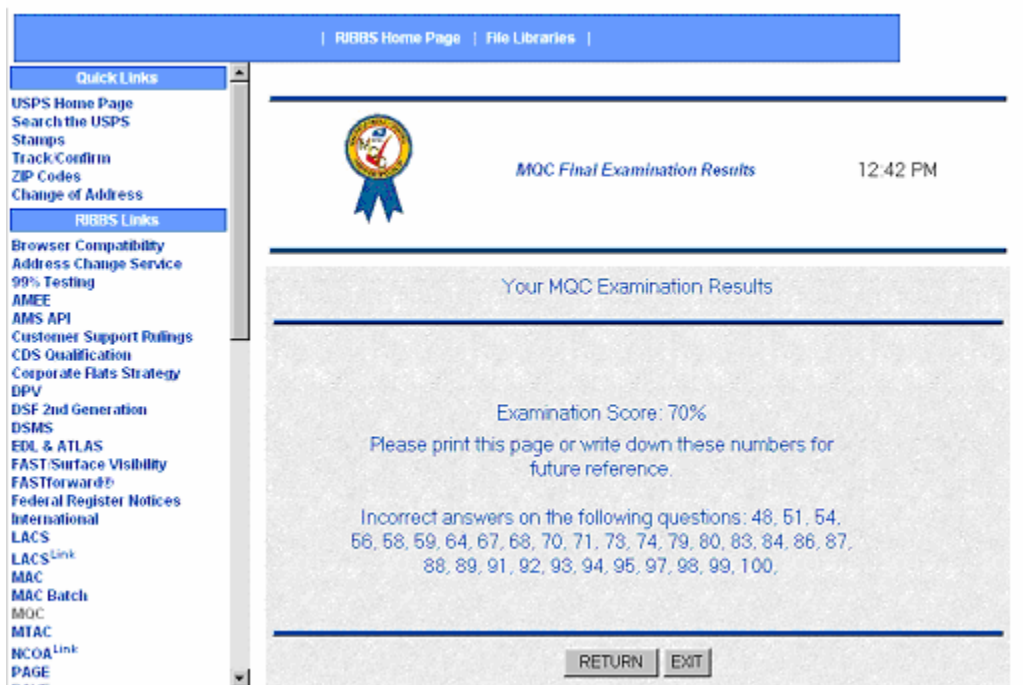 | RIBBS Home Page | File Libraries |
Quick Links
USPS Home Page
Search the USPS
Stamps
Track/Confirm
ZIP Codes
Change of Address
RIBBS Links
Browser Compatibility
Address Change Service
99% Testing
AMEE
AMS API
Customer Support Rulings
CDS Qualification
Corporate Flats Strategy
DPV
DSF 2nd Generation
DSMS
EDL & ATLAS
FAST/Surface Visibility
FASTforward®
Federal Register Notices
International
LACS
LACS Link
MAC
MAC Batch
MQC
MTAC
NCOA Link
PAGE
MQC Final Examination Results
12:42 PM
Your MQC Examination Results
Examination Score: 70%
Please print this page or write down these numbers for
future reference.
Incorrect answers on the following questions: 48, 51, 54,
56, 58, 59, 64, 67, 68, 70, 71, 73, 74, 79, 80, 83, 84, 86, 87,
88, 89, 91, 92, 93, 94, 95, 97, 98, 99, 100,
RETURN EXIT